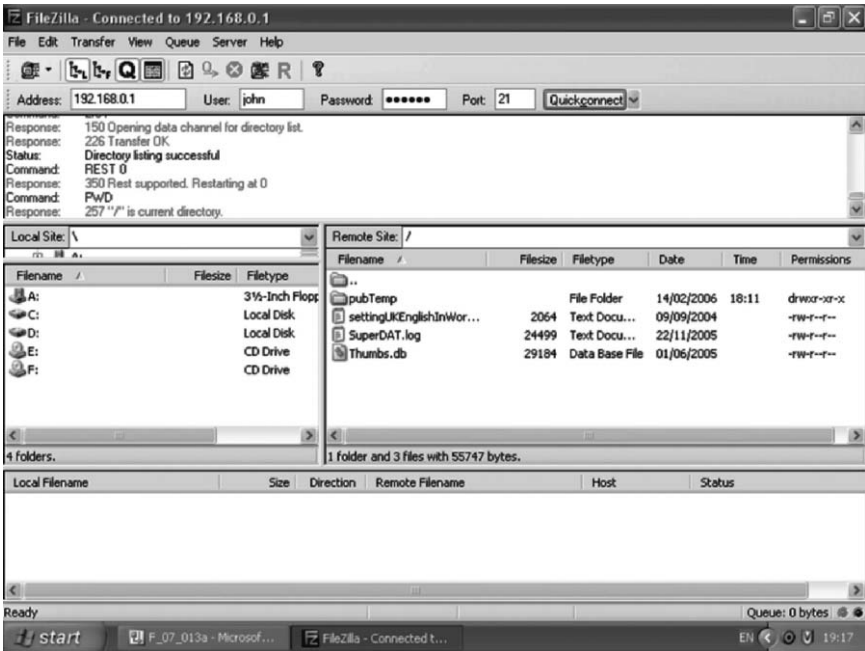 FileZilla - Connected to 192.168.0.1
File Edit Transfer View Queue Server Help
Address: 192.168.0.1 User: john Password: ●●●●●● Port: 21 Quickconnect
Response: 150 Opening data channel for directory list.
Response: 226 Transfer OK
Status: Directory listing successful
Command: REST 0
Response: 350 Rest supported. Restarting at 0
Command: PWD
Response: 257 "/" is current directory.
Local Site: \
Filename Filesize Filetype
A: 3½-Inch Flopp
C: Local Disk
D: Local Disk
E: CD Drive
F: CD Drive
4 folders.
Remote Site: /
Filename Filesize Filetype Date Time Permissions
..
pubTemp File Folder 14/02/2006 18:11 drwxr-xr-x
settingUKEnglishInWor... 2064 Text Docu... 09/09/2004 -rw-r--r--
SuperDAT.log 24499 Text Docu... 22/11/2005 -rw-r--r--
Thumbs.db 29184 Data Base File 01/06/2005 -rw-r--r--
1 folder and 3 files with 55747 bytes.
Local Filename Size Direction Remote Filename Host Status
Ready Queue: 0 bytes
start F_07_013a - Microsof... FileZilla - Connected t... EN 19:17